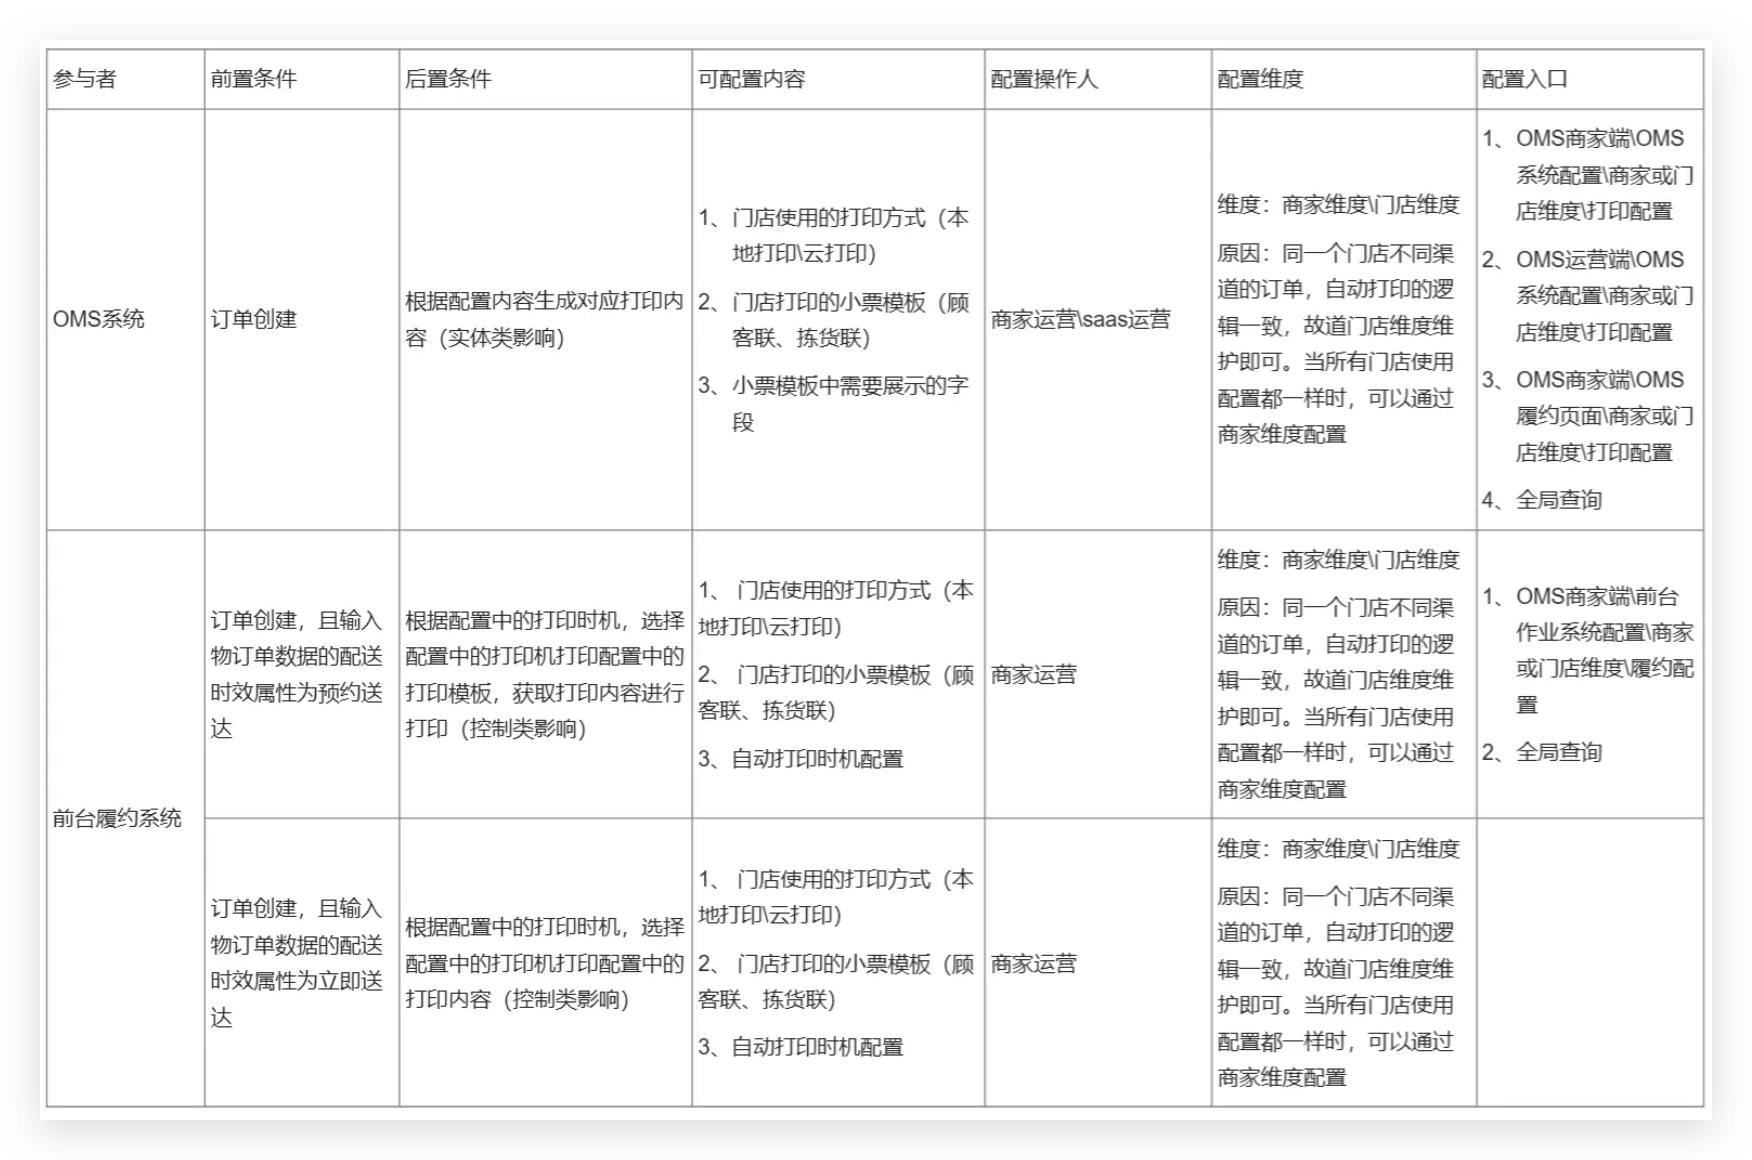 参与者
前置条件
后置条件
可配置内容
配置操作人
配置维度
配置入口
OMS系统
订单创建
根据配置内容生成对应打印内
容（实体类影响）
1、门店使用的打印方式（本
地打印\云打印）
2、门店打印的小票模板（顾
客联、拣货联）
3、小票模板中需要展示的字
段
商家运营\saas运营
维度：商家维度\门店维度
原因：同一个门店不同渠
道的订单，自动打印的逻
辑一致，故道门店维度维
护即可。当所有门店使用
配置都一样时，可以通过
商家维度配置
1、OMS商家端\OMS
系统配置\商家或门
店维度\打印配置
2、OMS运营端\OMS
系统配置\商家或门
店维度\打印配置
3、OMS商家端\OMS
履约页面\商家或门
店维度\打印配置
4、全局查询
前台履约系统
订单创建，且输入
物订单数据的配送
时效属性为预约送
达
根据配置中的打印时机，选择
配置中的打印机打印配置中的
打印模板，获取打印内容进行
打印（控制类影响）
1、 门店使用的打印方式（本
地打印\云打印）
2、 门店打印的小票模板（顾
客联、拣货联）
3、自动打印时机配置
商家运营
维度：商家维度\门店维度
原因：同一个门店不同渠
道的订单，自动打印的逻
辑一致，故道门店维度维
护即可。当所有门店使用
配置都一样时，可以通过
商家维度配置
1、OMS商家端\前台
作业系统配置\商家
或门店维度\履约配
置
2、全局查询
订单创建，且输入
物订单数据的配送
时效属性为立即送
达
根据配置中的打印时机，选择
配置中的打印机打印配置中的
打印内容（控制类影响）
1、 门店使用的打印方式（本
地打印\云打印）
2、 门店打印的小票模板（顾
客联、拣货联）
3、自动打印时机配置
商家运营
维度：商家维度\门店维度
原因：同一个门店不同渠
道的订单，自动打印的逻
辑一致，故道门店维度维
护即可。当所有门店使用
配置都一样时，可以通过
商家维度配置